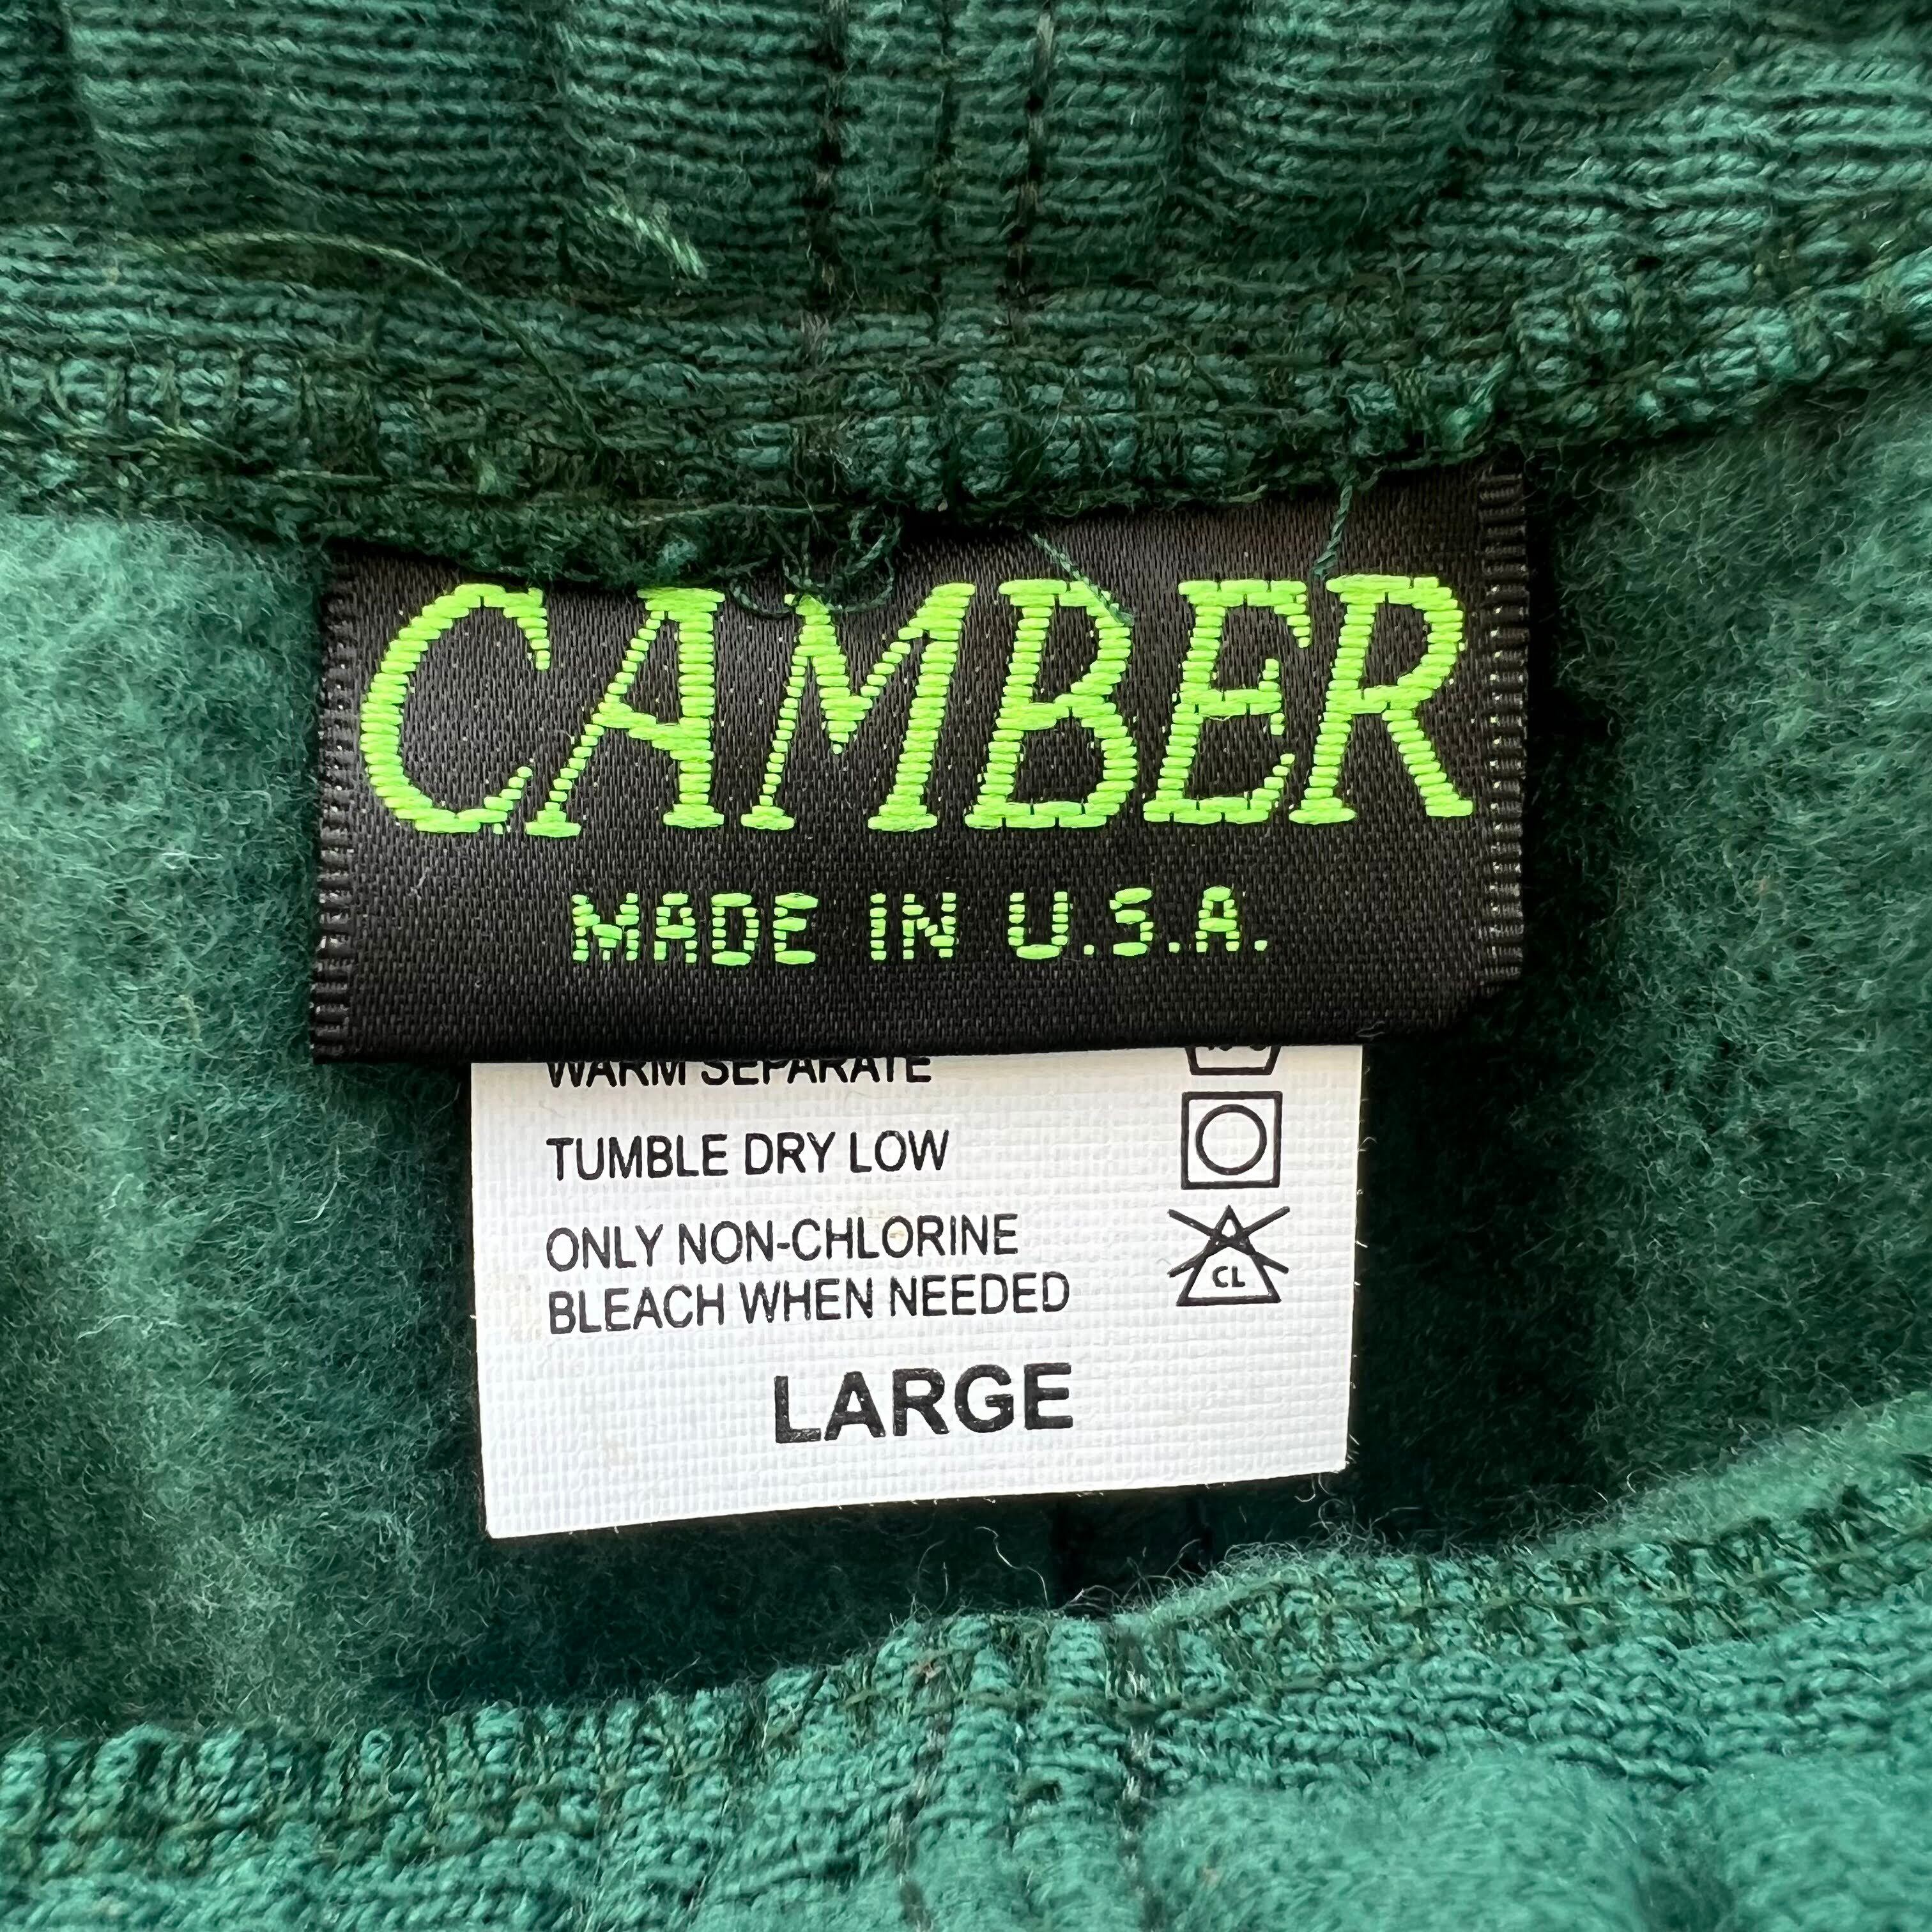 CAMBER
MADE IN U.S.A.
WARM SEPARATE
TUMBLE DRY LOW
ONLY NON-CHLORINE
BLEACH WHEN NEEDED
CL
LARGE